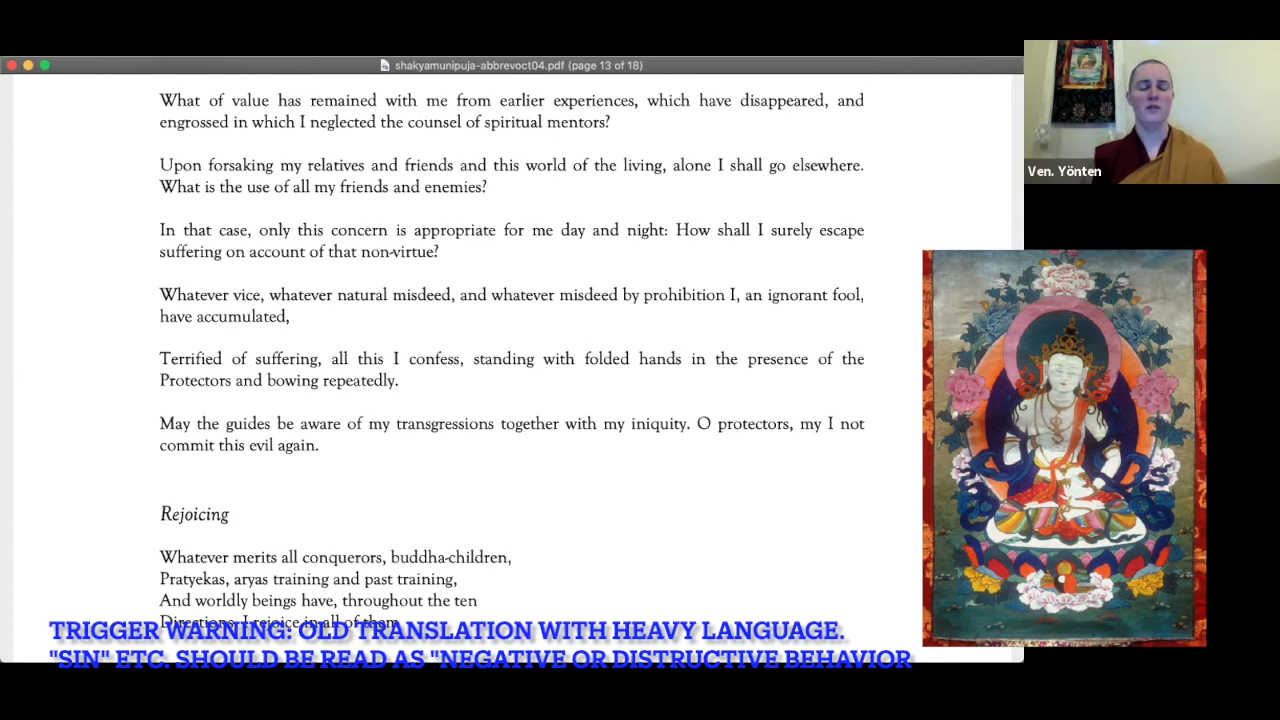 shakyamunipuja-abbrevoct04.pdf (page 13 of 18)
What of value has remained with me from earlier experiences, which have disappeared, and
engrossed in which I neglected the counsel of spiritual mentors?
Upon forsaking my relatives and friends and this world of the living, alone I shall go elsewhere.
What is the use of all my friends and enemies?
In that case, only this concern is appropriate for me day and night: How shall I surely escape
suffering on account of that non-virtue?
Whatever vice, whatever natural misdeed, and whatever misdeed by prohibition I, an ignorant fool,
have accumulated,
Terrified of suffering, all this I confess, standing with folded hands in the presence of the
Protectors and bowing repeatedly.
May the guides be aware of my transgressions together with my iniquity. O protectors, my I not
commit this evil again.
Rejoicing
Whatever merits all conquerors, buddha-children,
Pratyekas, aryas training and past training,
And worldly beings have, throughout the ten
Directions, I rejoice in all of them
TRIGGER WARNING: OLD TRANSLATION WITH HEAVY LANGUAGE.
"SIN" ETC. SHOULD BE READ AS "NEGATIVE OR DISTRUCTIVE BEHAVIOR
Ven. Yönten